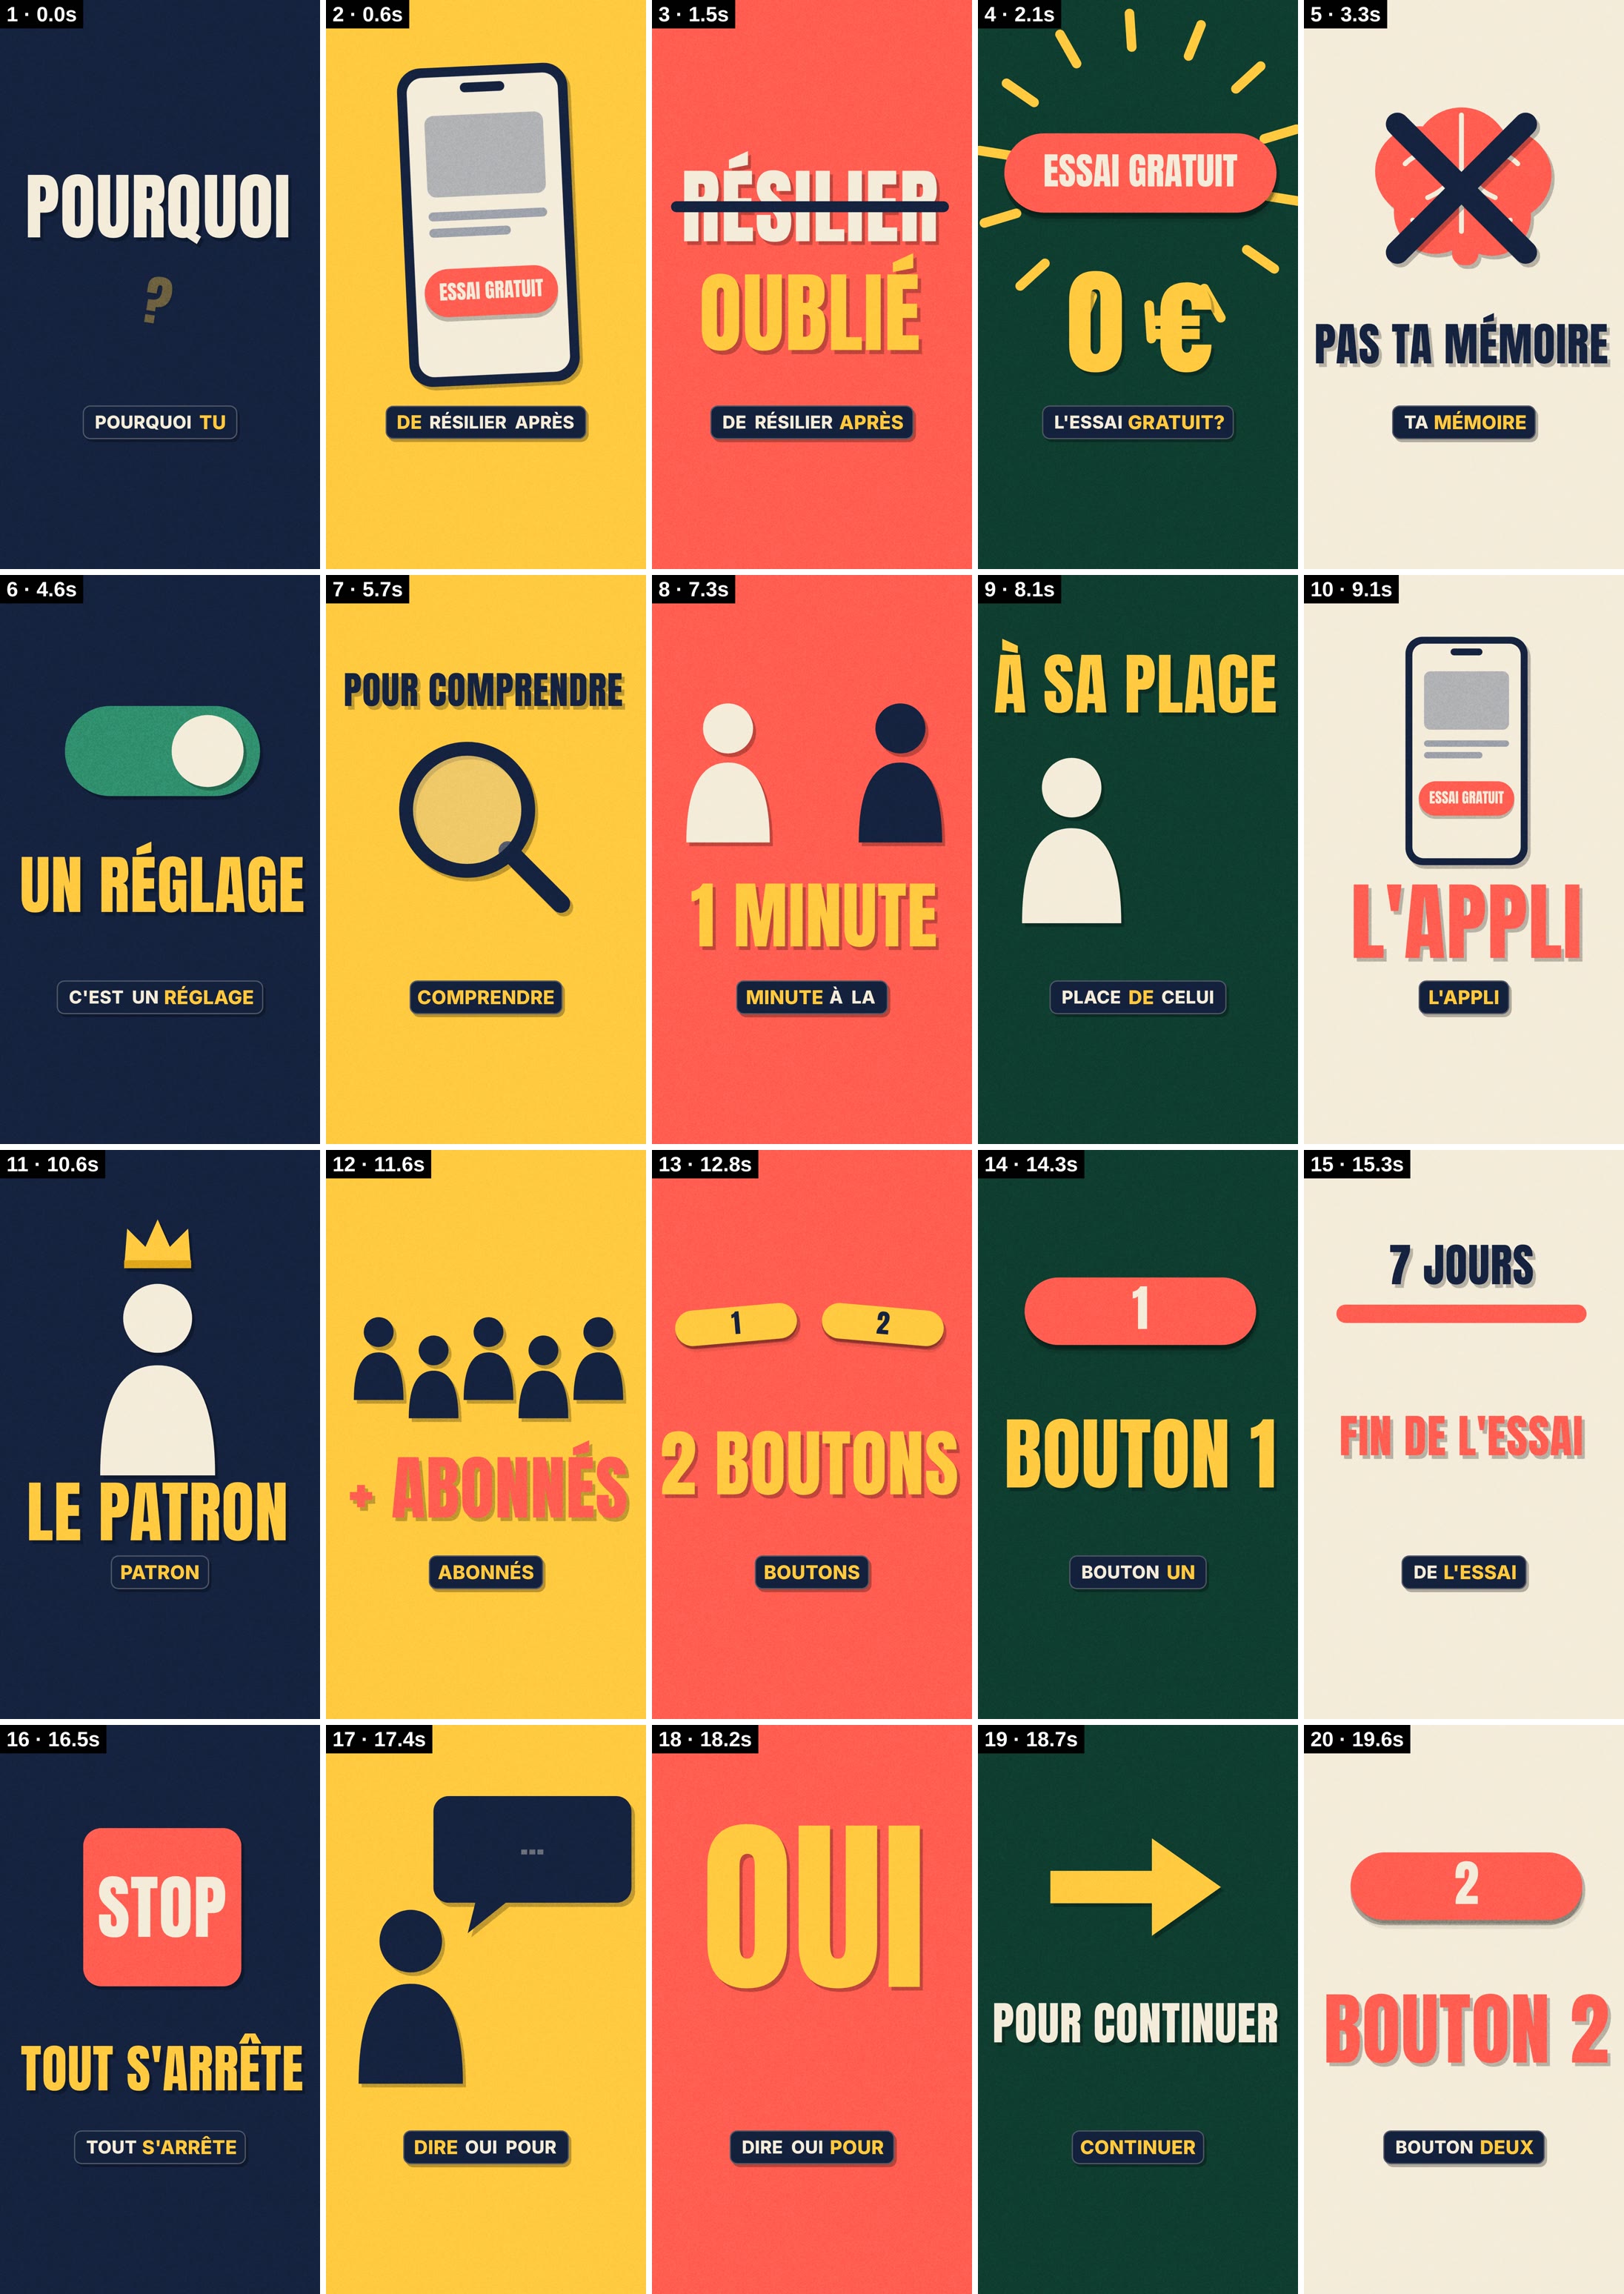 1 · 0.0s
POURQUOI
?
POURQUOI TU
2 · 0.6s
ESSAI GRATUIT
DE RÉSILIER APRÈS
3 · 1.5s
RÉSILIER
OUBLIÉ
DE RÉSILIER APRÈS
4 · 2.1s
ESSAI GRATUIT
0 €
L'ESSAI GRATUIT?
5 · 3.3s
PAS TA MÉMOIRE
TA MÉMOIRE
6 · 4.6s
UN RÉGLAGE
C'EST UN RÉGLAGE
7 · 5.7s
POUR COMPRENDRE
COMPRENDRE
8 · 7.3s
1 MINUTE
MINUTE À LA
9 · 8.1s
À SA PLACE
PLACE DE CELUI
10 · 9.1s
ESSAI GRATUIT
L'APPLI
L'APPLI
11 · 10.6s
LE PATRON
PATRON
12 · 11.6s
+ ABONNÉS
ABONNÉS
13 · 12.8s
1
2
2 BOUTONS
BOUTONS
14 · 14.3s
1
BOUTON 1
BOUTON UN
15 · 15.3s
7 JOURS
FIN DE L'ESSAI
DE L'ESSAI
16 · 16.5s
STOP
TOUT S'ARRÊTE
TOUT S'ARRÊTE
17 · 17.4s
...
DIRE OUI POUR
18 · 18.2s
OUI
DIRE OUI POUR
19 · 18.7s
POUR CONTINUER
CONTINUER
20 · 19.6s
2
BOUTON 2
BOUTON DEUX